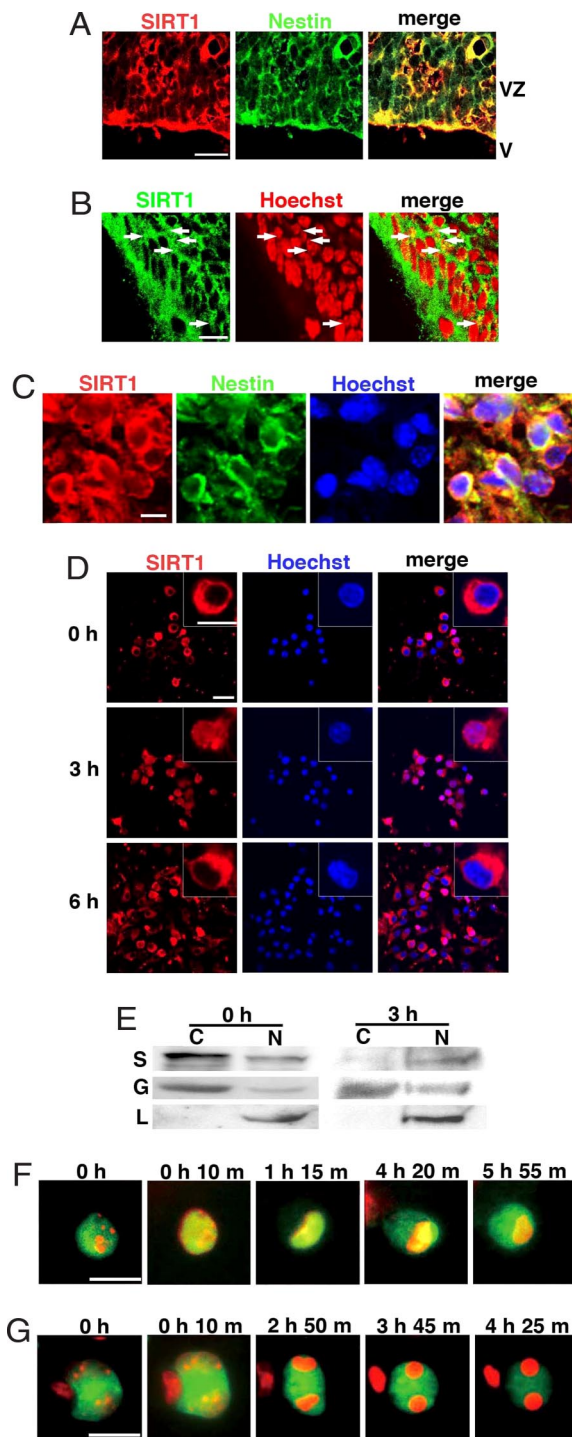 A SIRT1 Nestin merge
VZ
V
B SIRT1 Hoechst merge
C SIRT1 Nestin Hoechst merge
D SIRT1 Hoechst merge
0 h
3 h
6 h
E 0 h 3 h
C N C N
S
G
L
F 0 h 0 h 10 m 1 h 15 m 4 h 20 m 5 h 55 m
G 0 h 0 h 10 m 2 h 50 m 3 h 45 m 4 h 25 m